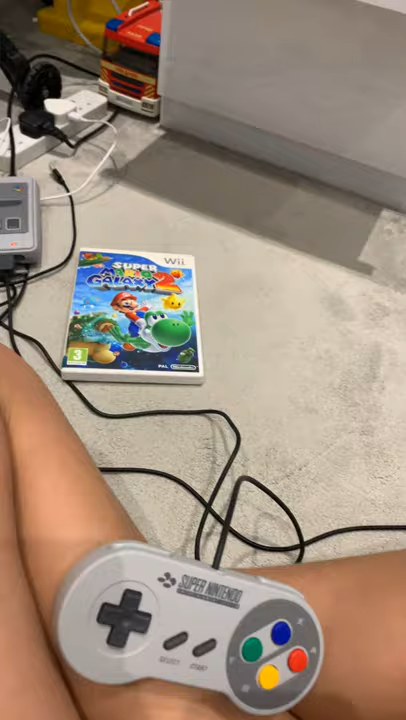 Wii
SUPER
MARIO
GALAXY 2
3
PAL Nintendo
SUPER NINTENDO
SELECT START
X
Y
A
B